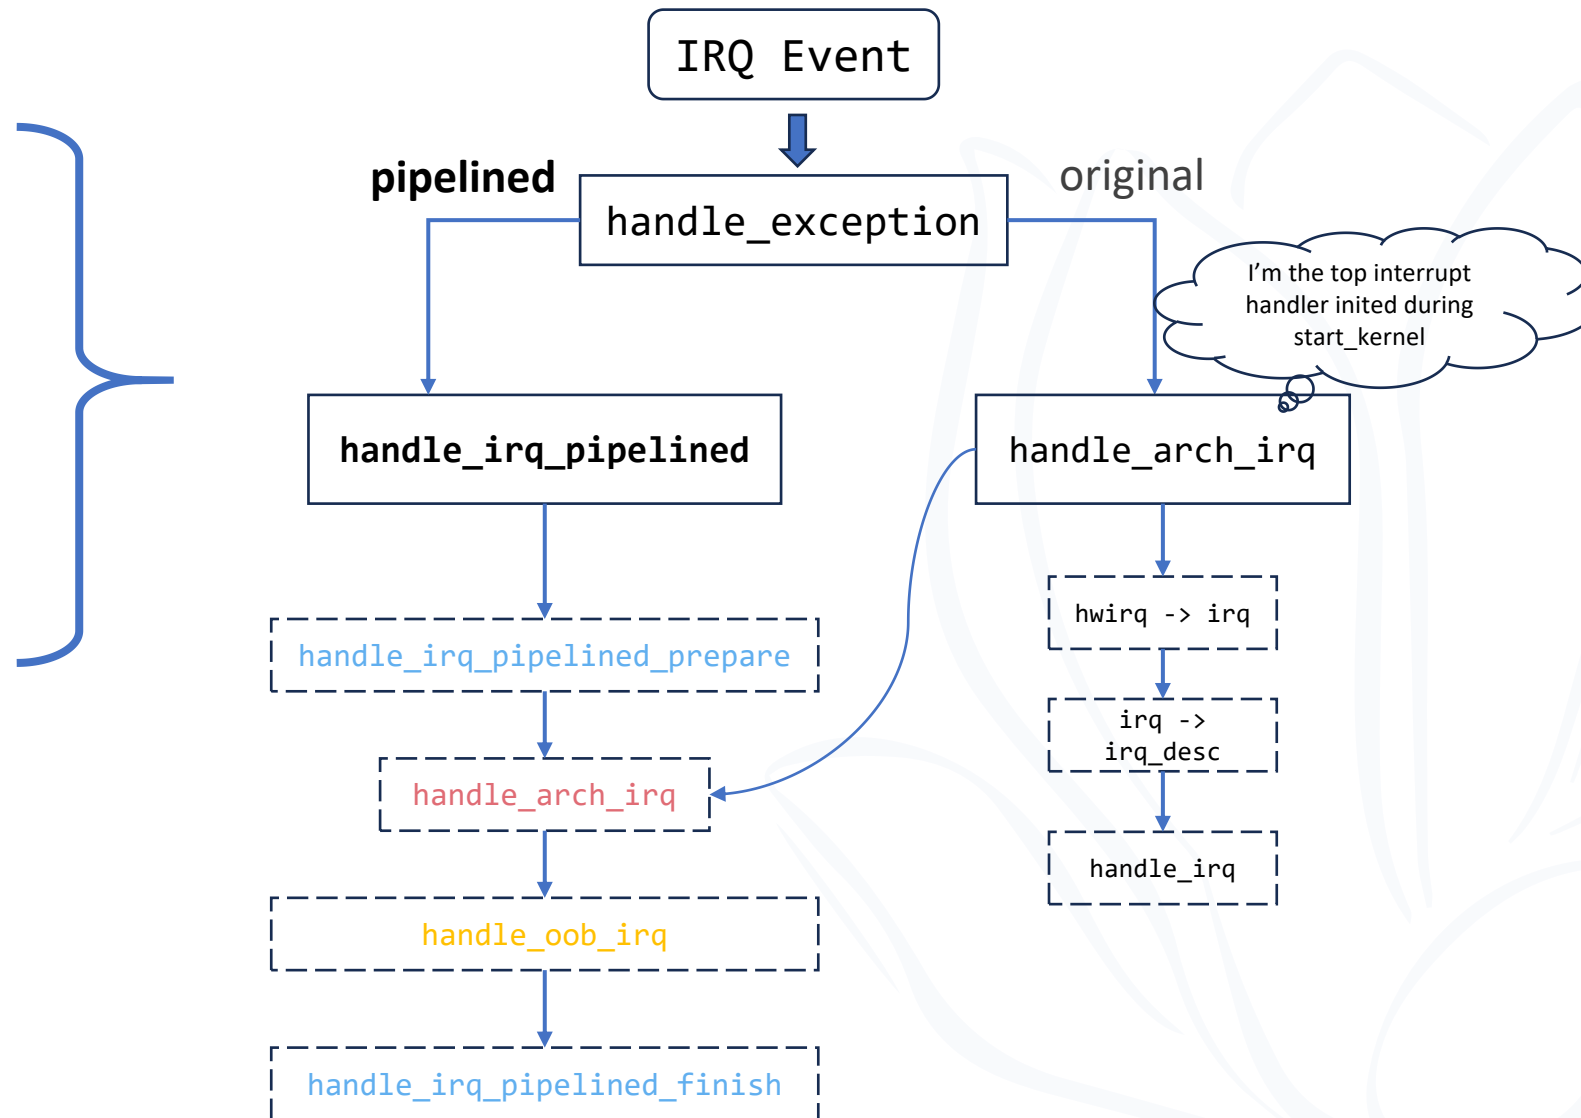 IRQ Event
pipelined
original
handle_exception
I'm the top interrupt
handler inited during
start_kernel
handle_irq_pipelined
handle_arch_irq
hwirq -> irq
handle_irq_pipelined_prepare
irq ->
irq_desc
handle_arch_irq
handle_irq
handle_oob_irq
handle_irq_pipelined_finish